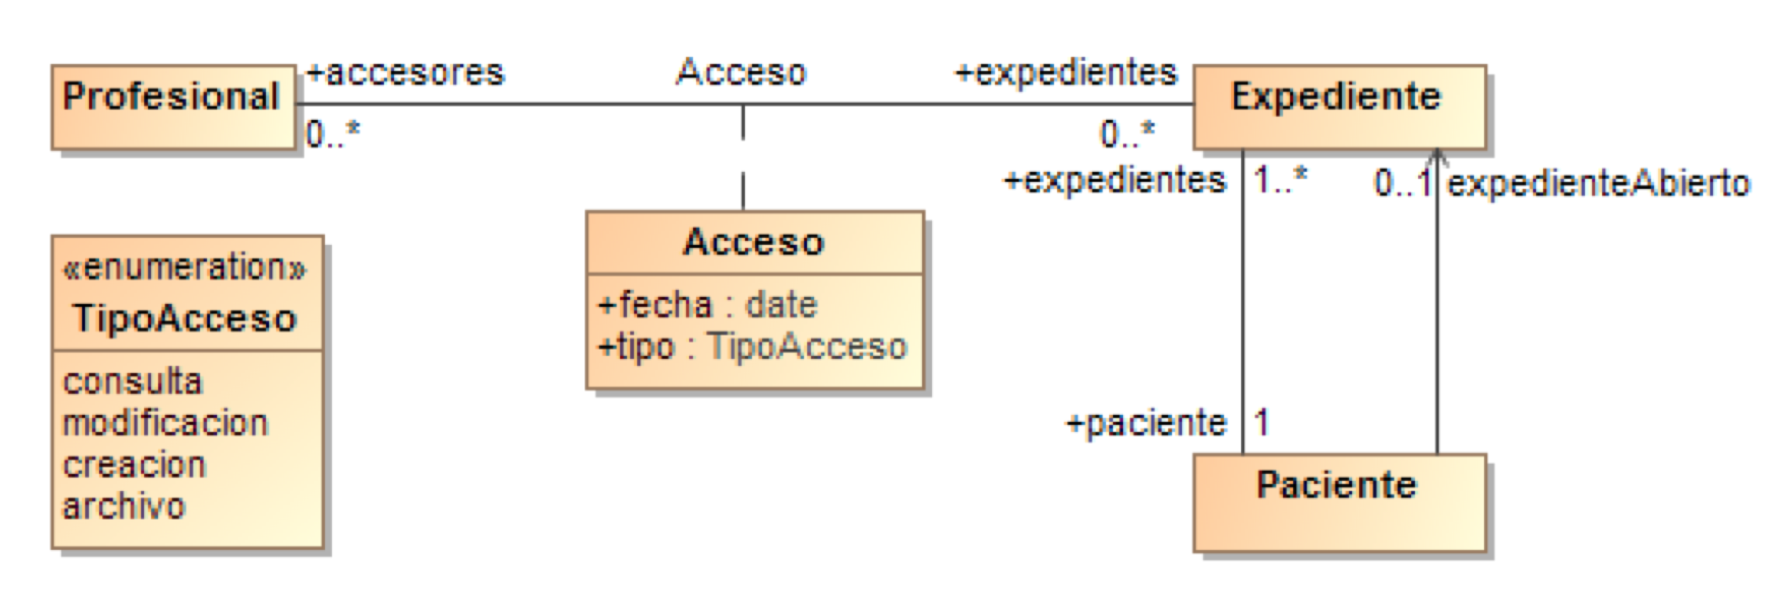 +accesores Acceso +expedientes
Profesional Expediente
0..* 0..*
+expedientes 1..* 0..1 expedienteAbierto
Acceso
+fecha : date
+tipo : TipoAcceso
«enumeration»
TipoAcceso
consulta
modificacion
creacion
archivo
+paciente 1
Paciente